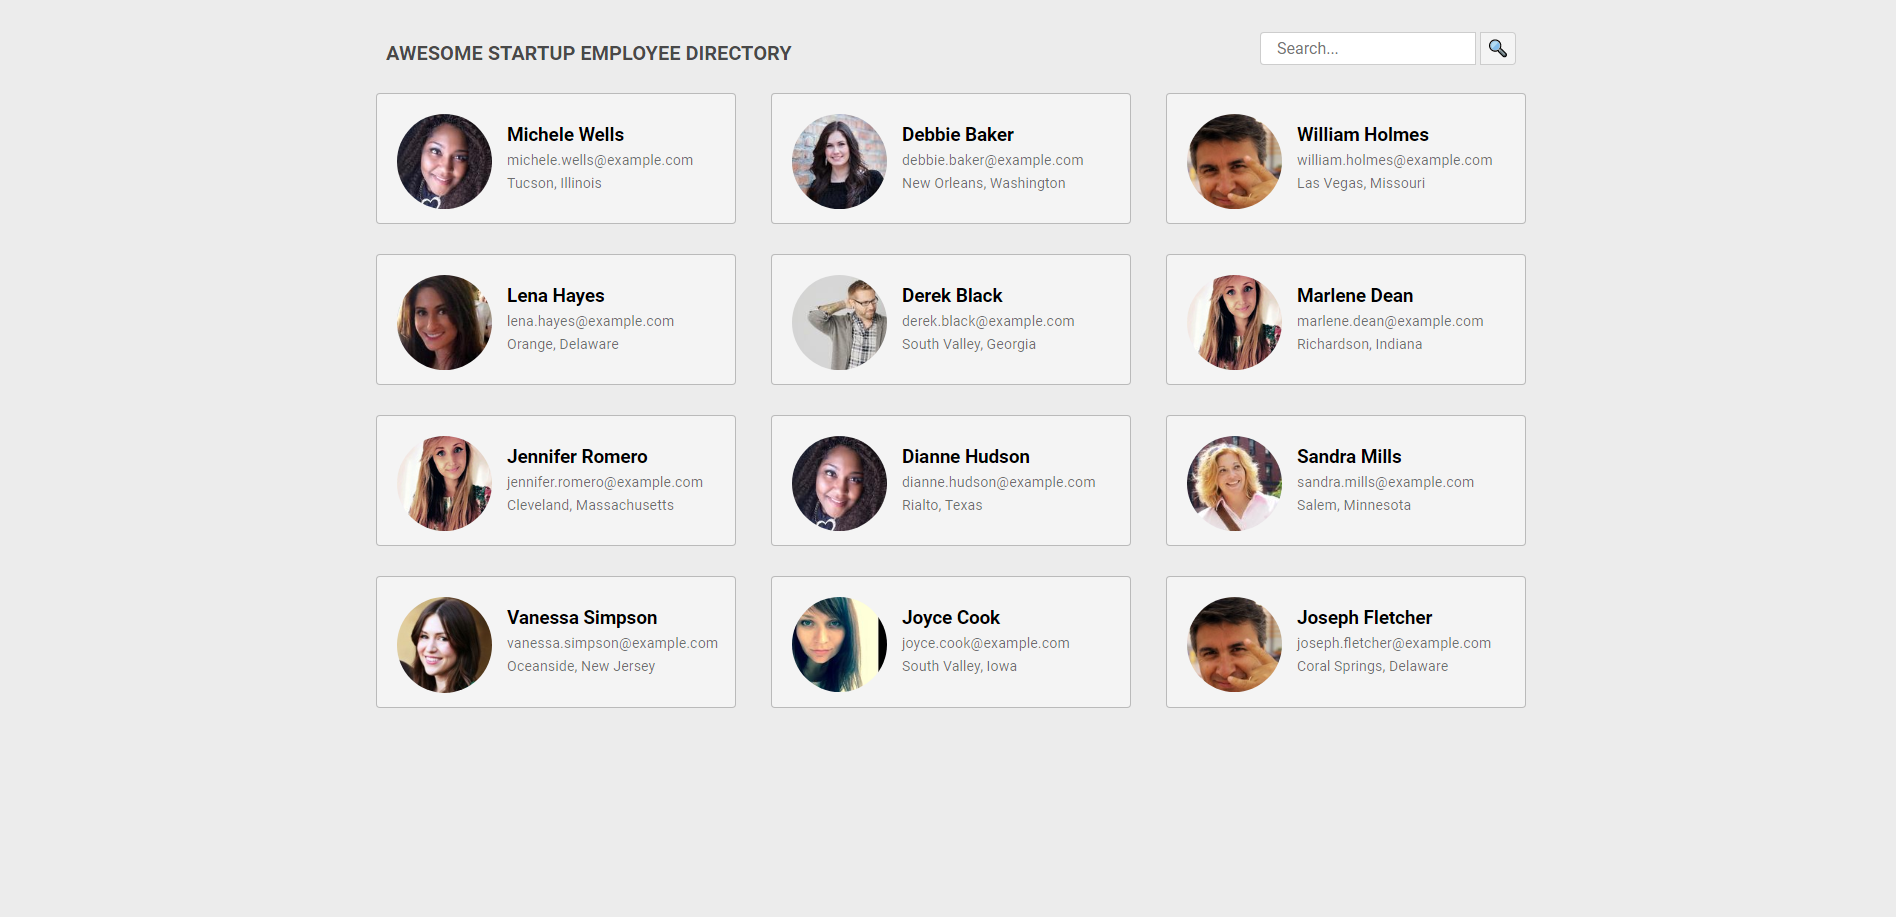 AWESOME STARTUP EMPLOYEE DIRECTORY
Search...
Michele Wells
michele.wells@example.com
Tucson, Illinois
Debbie Baker
debbie.baker@example.com
New Orleans, Washington
William Holmes
william.holmes@example.com
Las Vegas, Missouri
Lena Hayes
lena.hayes@example.com
Orange, Delaware
Derek Black
derek.black@example.com
South Valley, Georgia
Marlene Dean
marlene.dean@example.com
Richardson, Indiana
Jennifer Romero
jennifer.romero@example.com
Cleveland, Massachusetts
Dianne Hudson
dianne.hudson@example.com
Rialto, Texas
Sandra Mills
sandra.mills@example.com
Salem, Minnesota
Vanessa Simpson
vanessa.simpson@example.com
Oceanside, New Jersey
Joyce Cook
joyce.cook@example.com
South Valley, Iowa
Joseph Fletcher
joseph.fletcher@example.com
Coral Springs, Delaware